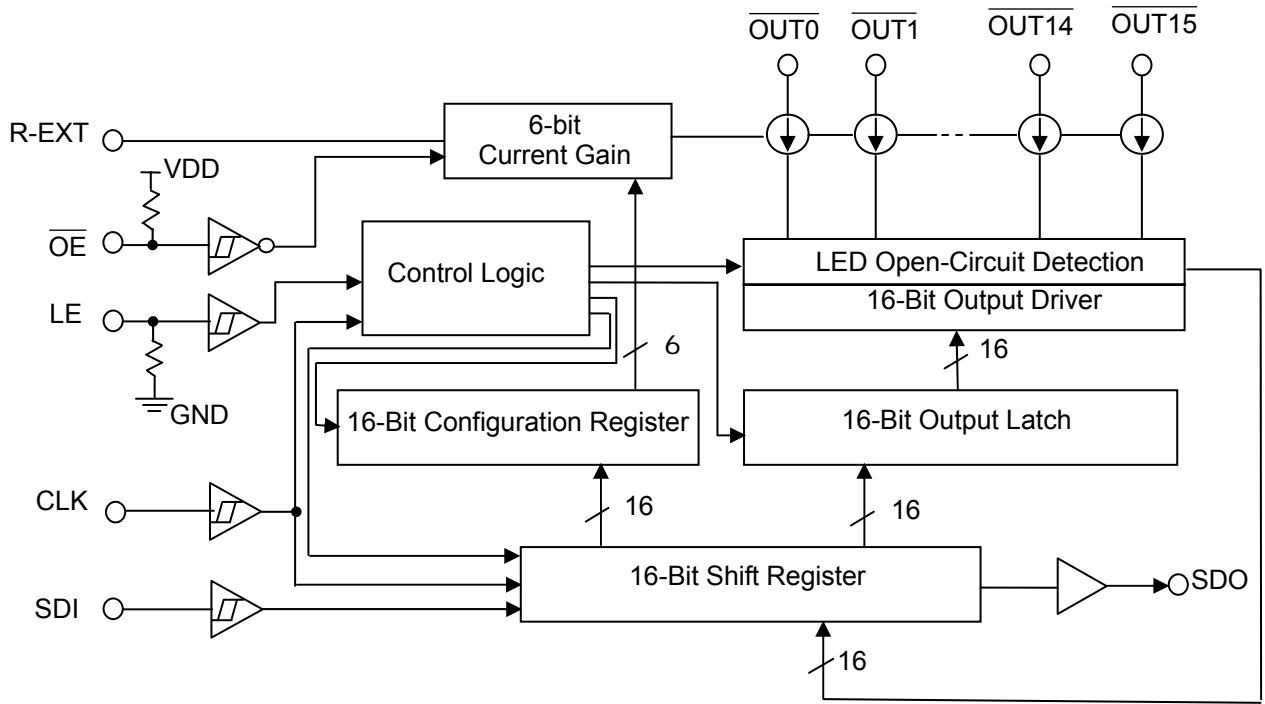 OUT0 OUT1 OUT14 OUT15
R-EXT
6-bit
Current Gain
VDD
OE
Control Logic
LED Open-Circuit Detection
LE
16-Bit Output Driver
6
16
GND
16-Bit Configuration Register
16-Bit Output Latch
CLK
16
16
16-Bit Shift Register
SDO
SDI
16